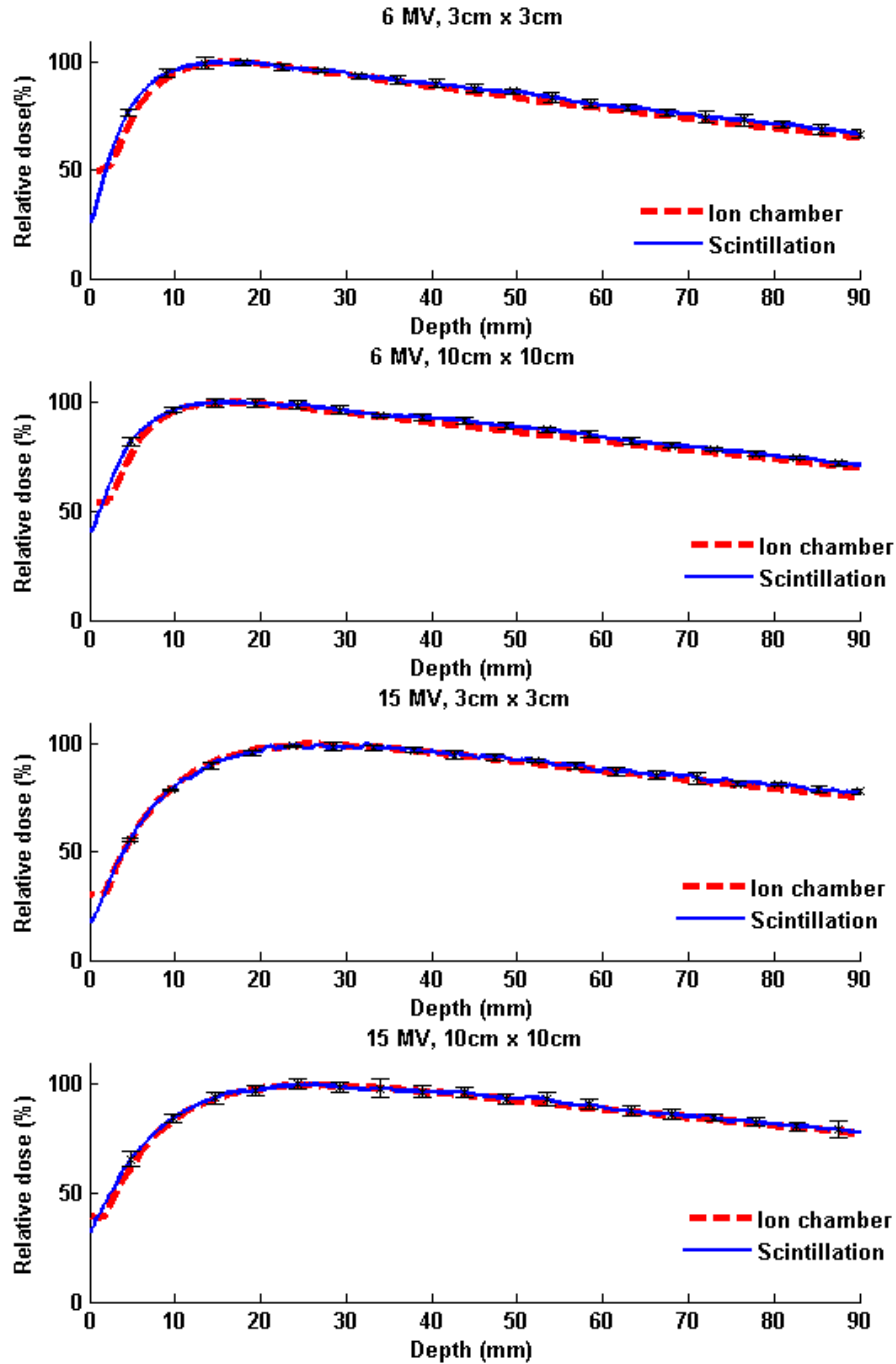 6 MV, 3cm x 3cm
Relative dose(%)
100
50
0
Ion chamber
Scintillation
0 10 20 30 40 50 60 70 80 90
Depth (mm)
6 MV, 10cm x 10cm
Relative dose (%)
100
50
0
Ion chamber
Scintillation
0 10 20 30 40 50 60 70 80 90
Depth (mm)
15 MV, 3cm x 3cm
Relative dose (%)
100
50
0
Ion chamber
Scintillation
0 10 20 30 40 50 60 70 80 90
Depth (mm)
15 MV, 10cm x 10cm
Relative dose (%)
100
50
0
Ion chamber
Scintillation
0 10 20 30 40 50 60 70 80 90
Depth (mm)